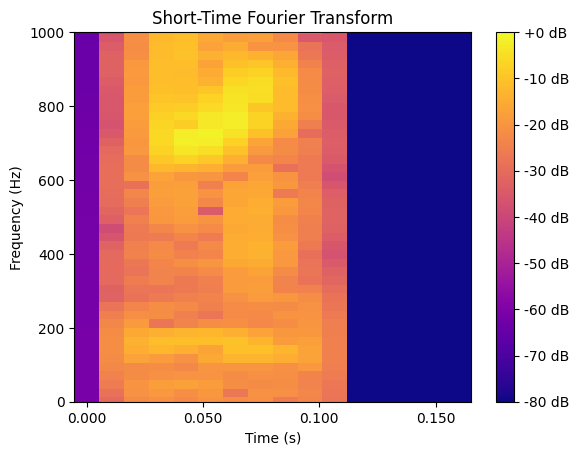 Short-Time Fourier Transform
1000
800
600
400
200
0
Frequency (Hz)
0.000
0.050
0.100
0.150
Time (s)
+0 dB
-10 dB
-20 dB
-30 dB
-40 dB
-50 dB
-60 dB
-70 dB
-80 dB